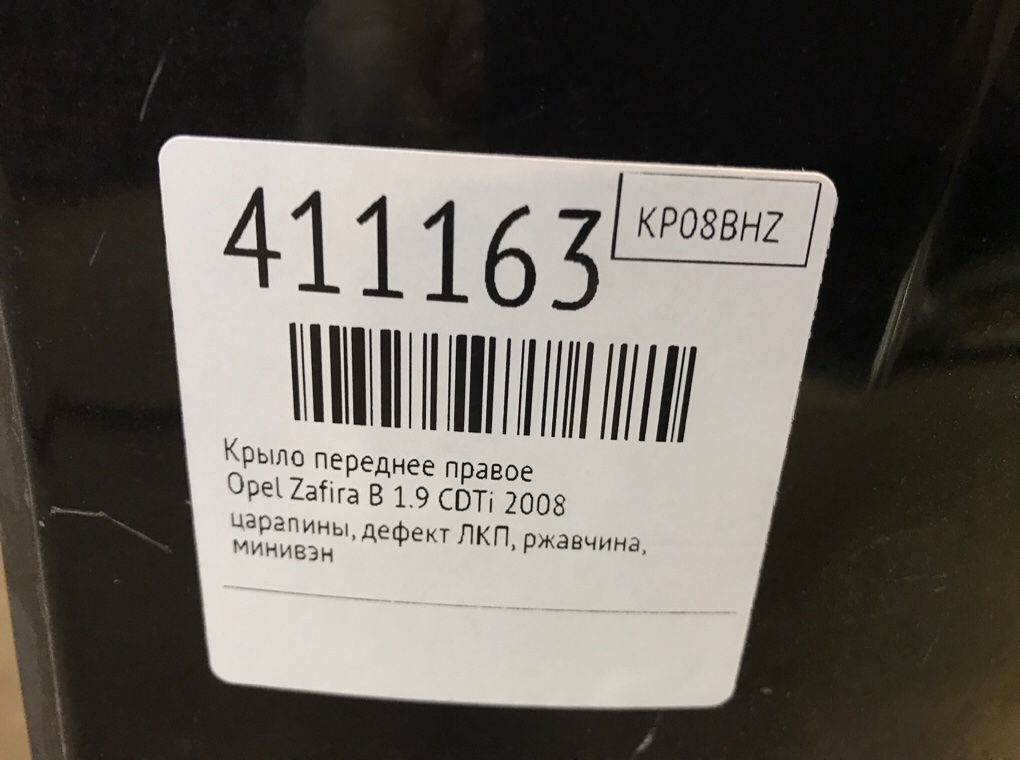 411163
KP08BHZ
Крыло переднее правое
Opel Zafira B 1.9 CDTi 2008
царапины, дефект ЛКП, ржавчина,
минивэн